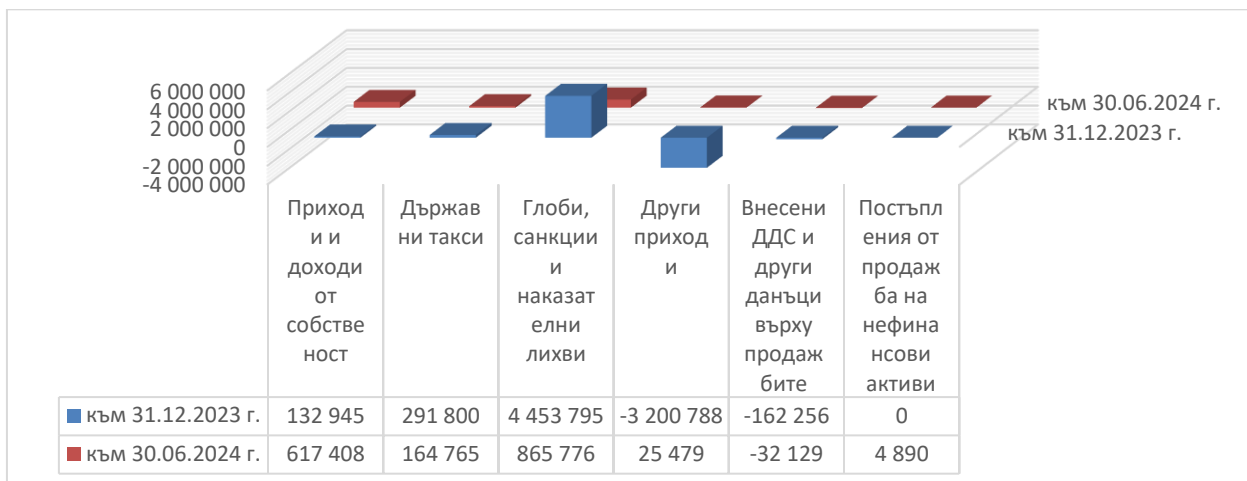 6 000 000
4 000 000
2 000 000
0
-2 000 000
-4 000 000
към 30.06.2024 г.
към 31.12.2023 г.
Приход
и и
доходи
от
собстве
ност
Държав
ни такси
Глоби,
санкции
и
наказат
елни
лихви
Други
приход
и
Внесени
ДДС и
други
данъци
върху
продаж
бите
Постъпл
ения от
продаж
ба на
нефина
нсови
активи
към 31.12.2023 г. 132 945 291 800 4 453 795 -3 200 788 -162 256 0
към 30.06.2024 г. 617 408 164 765 865 776 25 479 -32 129 4 890